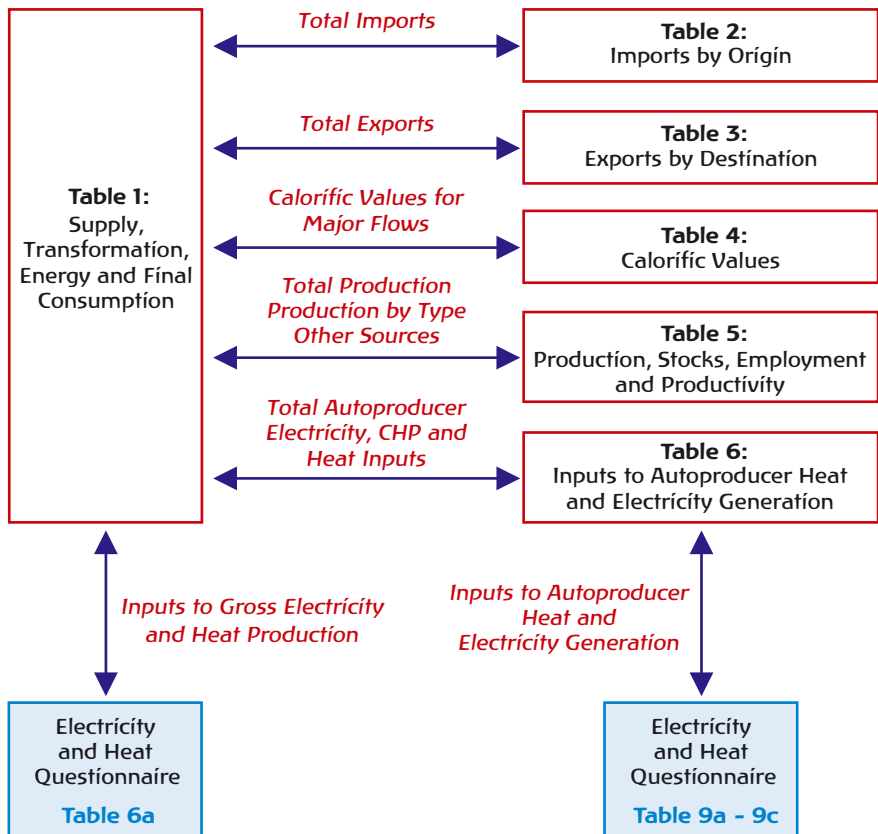 Total Imports
Table 2:
Imports by Origin
Total Exports
Table 3:
Exports by Destination
Table 1:
Supply,
Transformation,
Energy and Final
Consumption
Calorific Values for
Major Flows
Table 4:
Calorific Values
Total Production
Production by Type
Other Sources
Table 5:
Production, Stocks, Employment
and Productivity
Total Autoproducer
Electricity, CHP and
Heat Inputs
Table 6:
Inputs to Autoproducer Heat
and Electricity Generation
Inputs to Gross Electricity
and Heat Production
Inputs to Autoproducer
Heat and
Electricity Generation
Electricity
and Heat
Questionnaire
Table 6a
Electricity
and Heat
Questionnaire
Table 9a - 9c